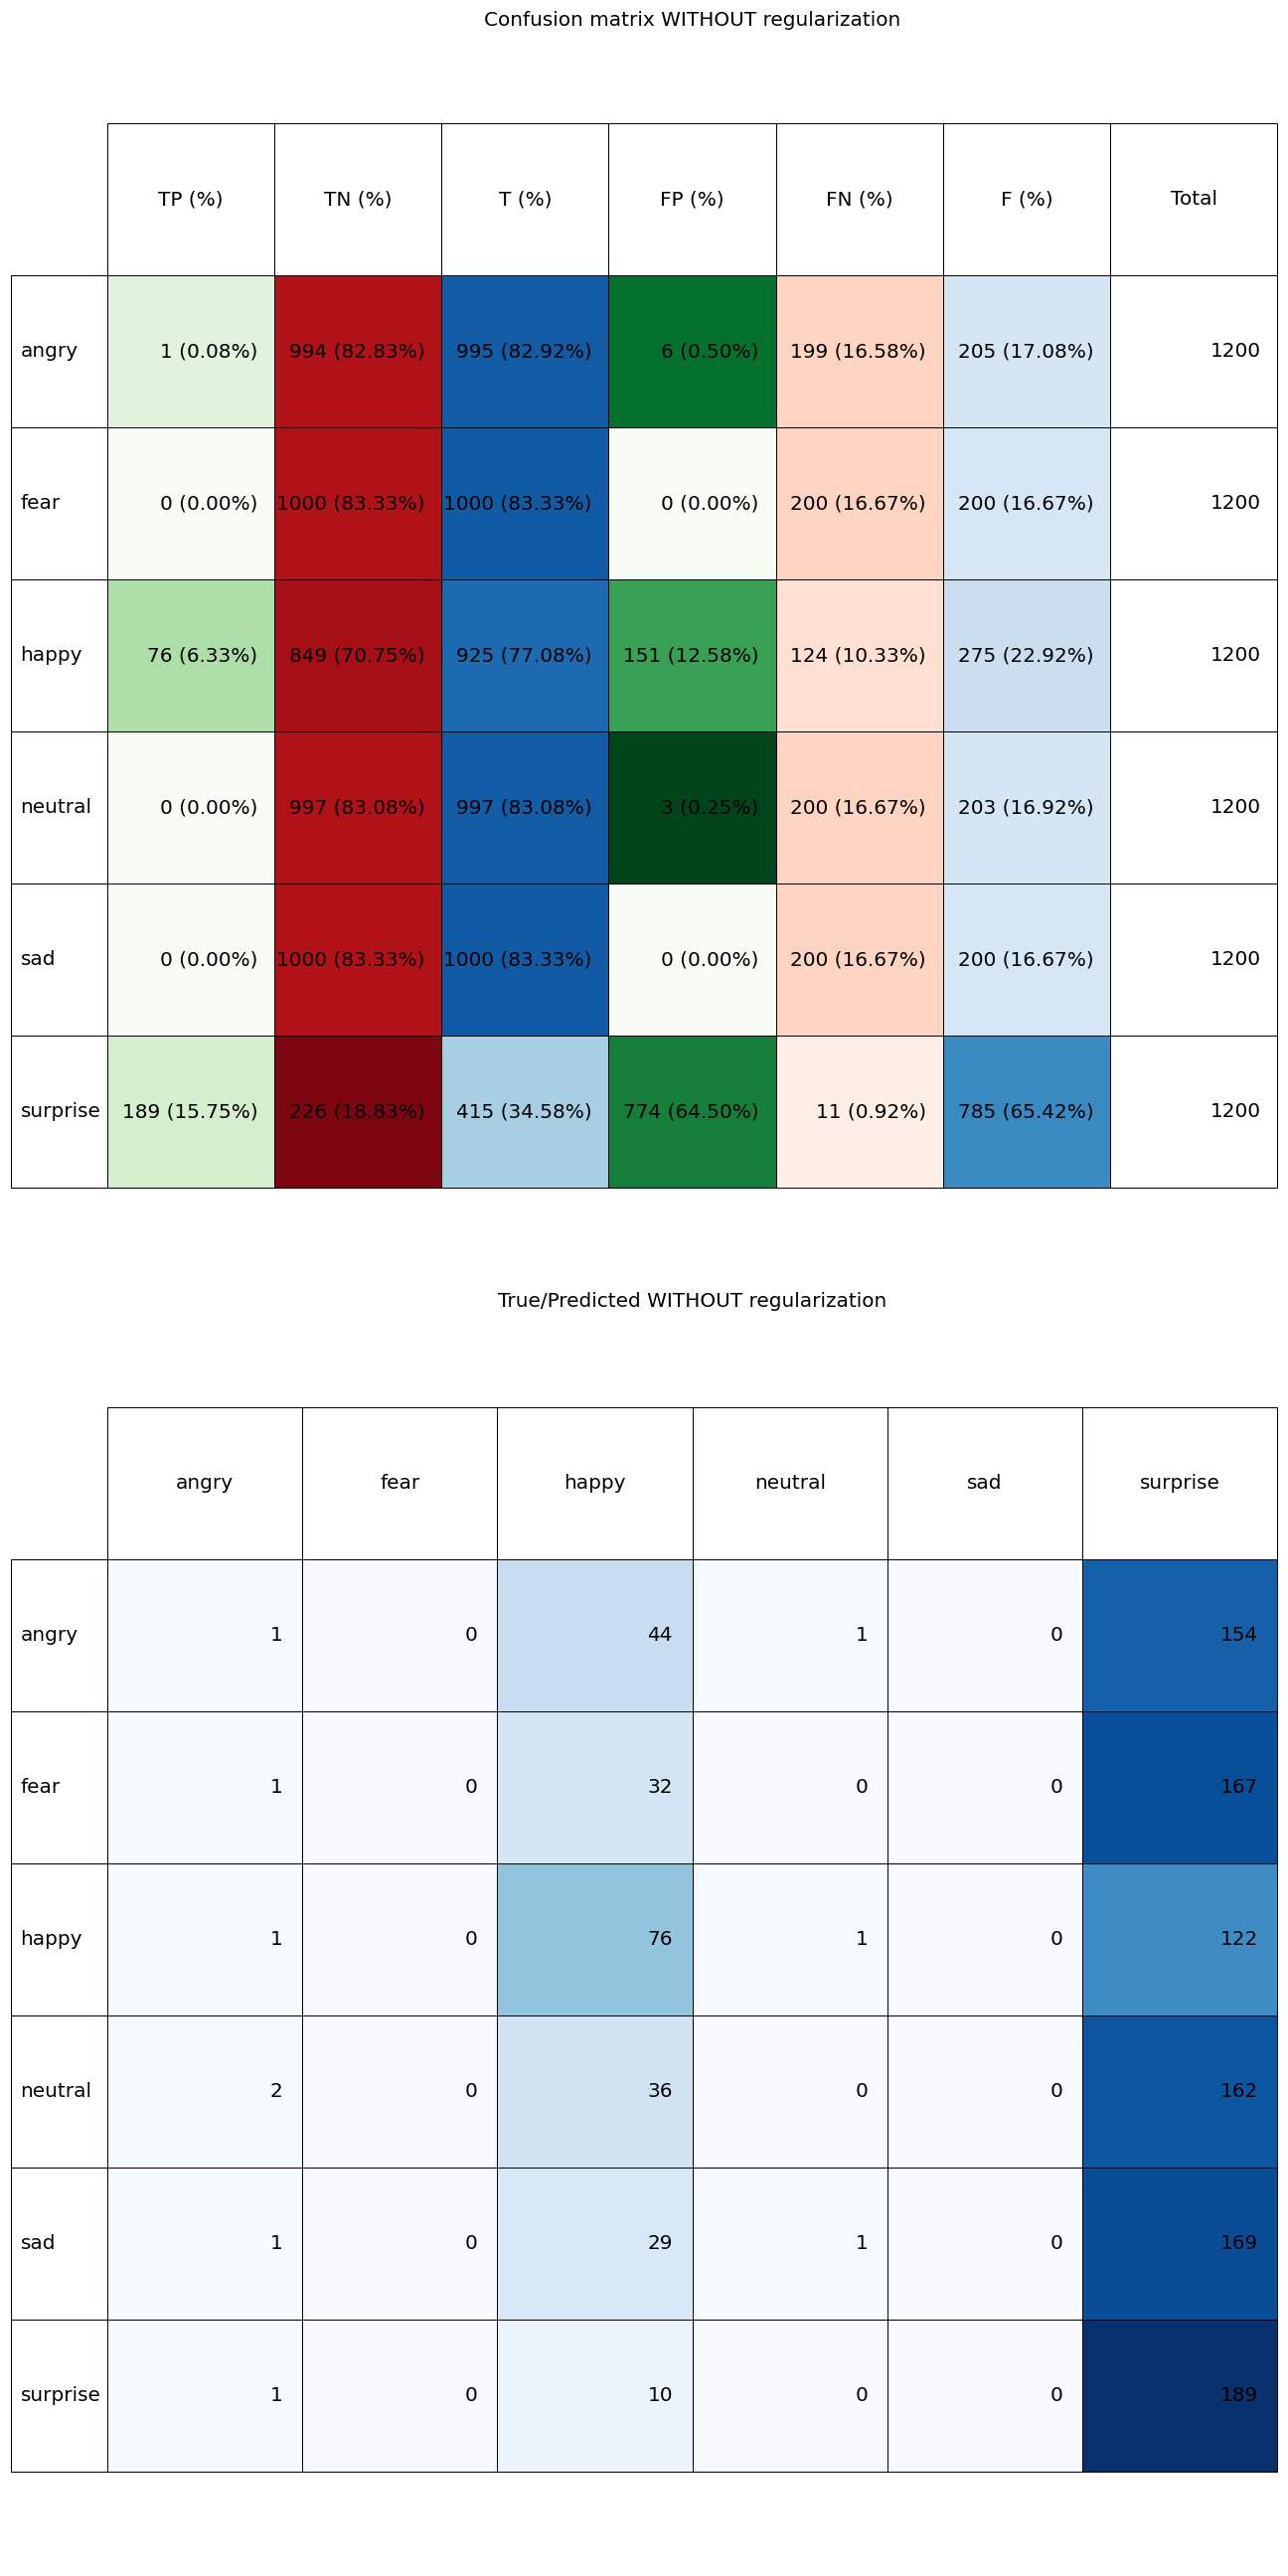 Confusion matrix WITHOUT regularization
TP (%) TN (%) T (%) FP (%) FN (%) F (%) Total
angry 1 (0.08%) 994 (82.83%) 995 (82.92%) 6 (0.50%) 199 (16.58%) 205 (17.08%) 1200
fear 0 (0.00%) 1000 (83.33%) 1000 (83.33%) 0 (0.00%) 200 (16.67%) 200 (16.67%) 1200
happy 76 (6.33%) 849 (70.75%) 925 (77.08%) 151 (12.58%) 124 (10.33%) 275 (22.92%) 1200
neutral 0 (0.00%) 997 (83.08%) 997 (83.08%) 3 (0.25%) 200 (16.67%) 203 (16.92%) 1200
sad 0 (0.00%) 1000 (83.33%) 1000 (83.33%) 0 (0.00%) 200 (16.67%) 200 (16.67%) 1200
surprise 189 (15.75%) 226 (18.83%) 415 (34.58%) 774 (64.50%) 11 (0.92%) 785 (65.42%) 1200
True/Predicted WITHOUT regularization
angry fear happy neutral sad surprise
angry 1 0 44 1 0 154
fear 1 0 32 0 0 167
happy 1 0 76 1 0 122
neutral 2 0 36 0 0 162
sad 1 0 29 1 0 169
surprise 1 0 10 0 0 189